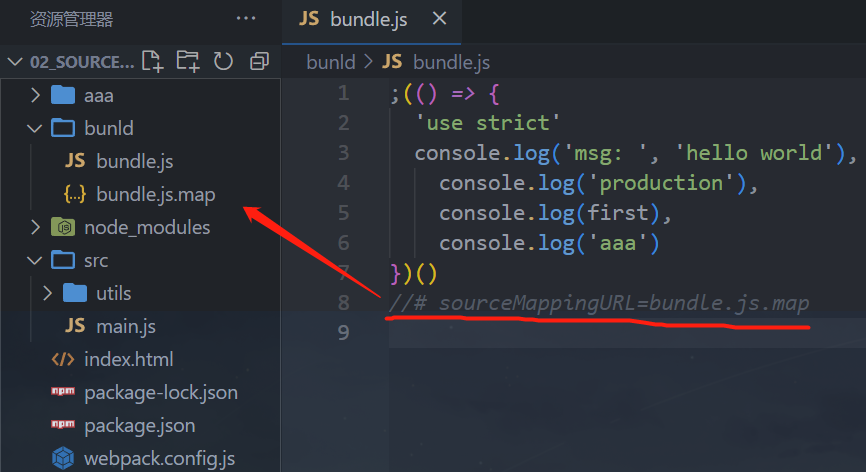 资源管理器 ...
02_SOURCE...
aaa
bunld
JS bundle.js
{..} bundle.js.map
node_modules
src
utils
JS main.js
index.html
npm package-lock.json
npm package.json
webpack.config.js
JS bundle.js
bunld > JS bundle.js
1 ;(() => {
2 'use strict'
3 console.log('msg: ', 'hello world'),
4 console.log('production'),
5 console.log(first),
6 console.log('aaa')
7 })()
8 //# sourceMappingURL=bundle.js.map
9